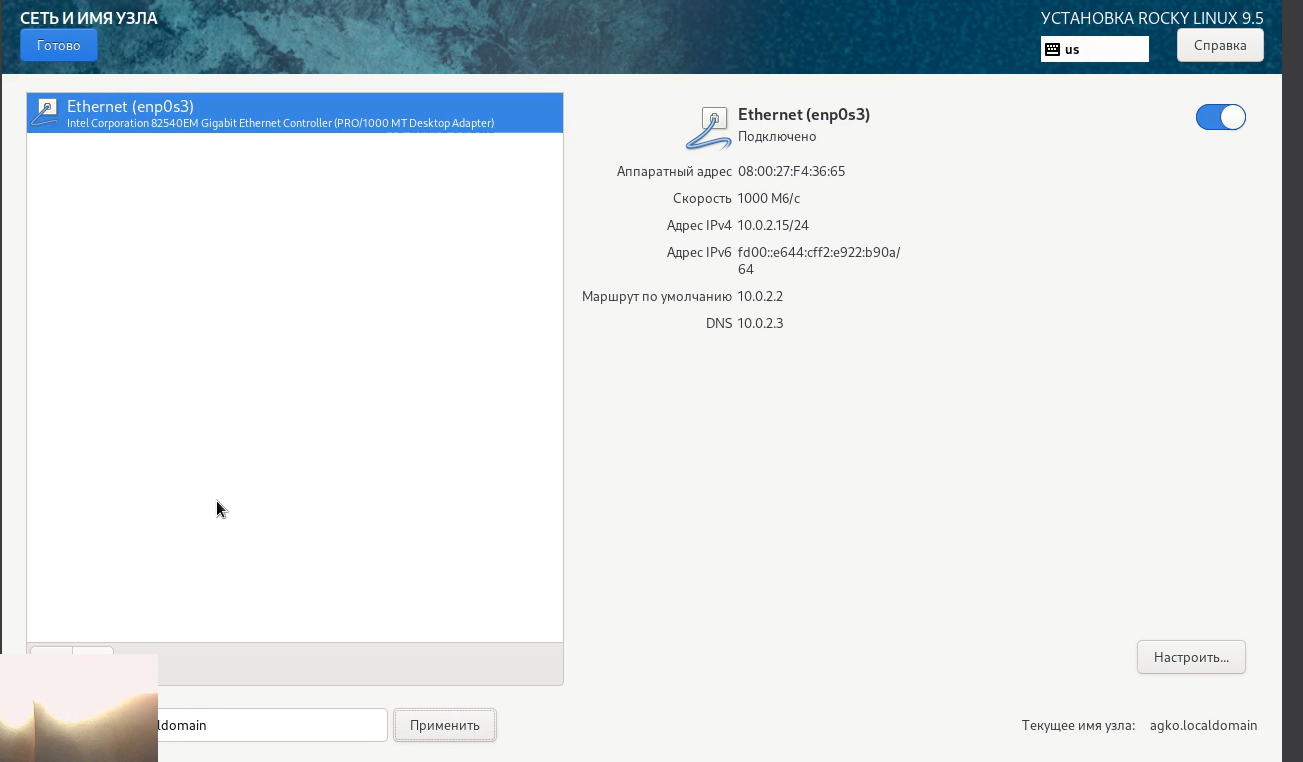 СЕТЬ И ИМЯ УЗЛА
УСТАНОВКА ROCKY LINUX 9.5
Готово
us
Справка
Ethernet (enp0s3)
Intel Corporation 82540EM Gigabit Ethernet Controller (PRO/1000 MT Desktop Adapter)
Ethernet (enp0s3)
Подключено
Аппаратный адрес 08:00:27:F4:36:65
Скорость 1000 Мб/с
Адрес IPv4 10.0.2.15/24
Адрес IPv6 fd00::e644:cff2:e922:b90a/
64
Маршрут по умолчанию 10.0.2.2
DNS 10.0.2.3
Настроить...
ldomain
Применить
Текущее имя узла: agko.localdomain